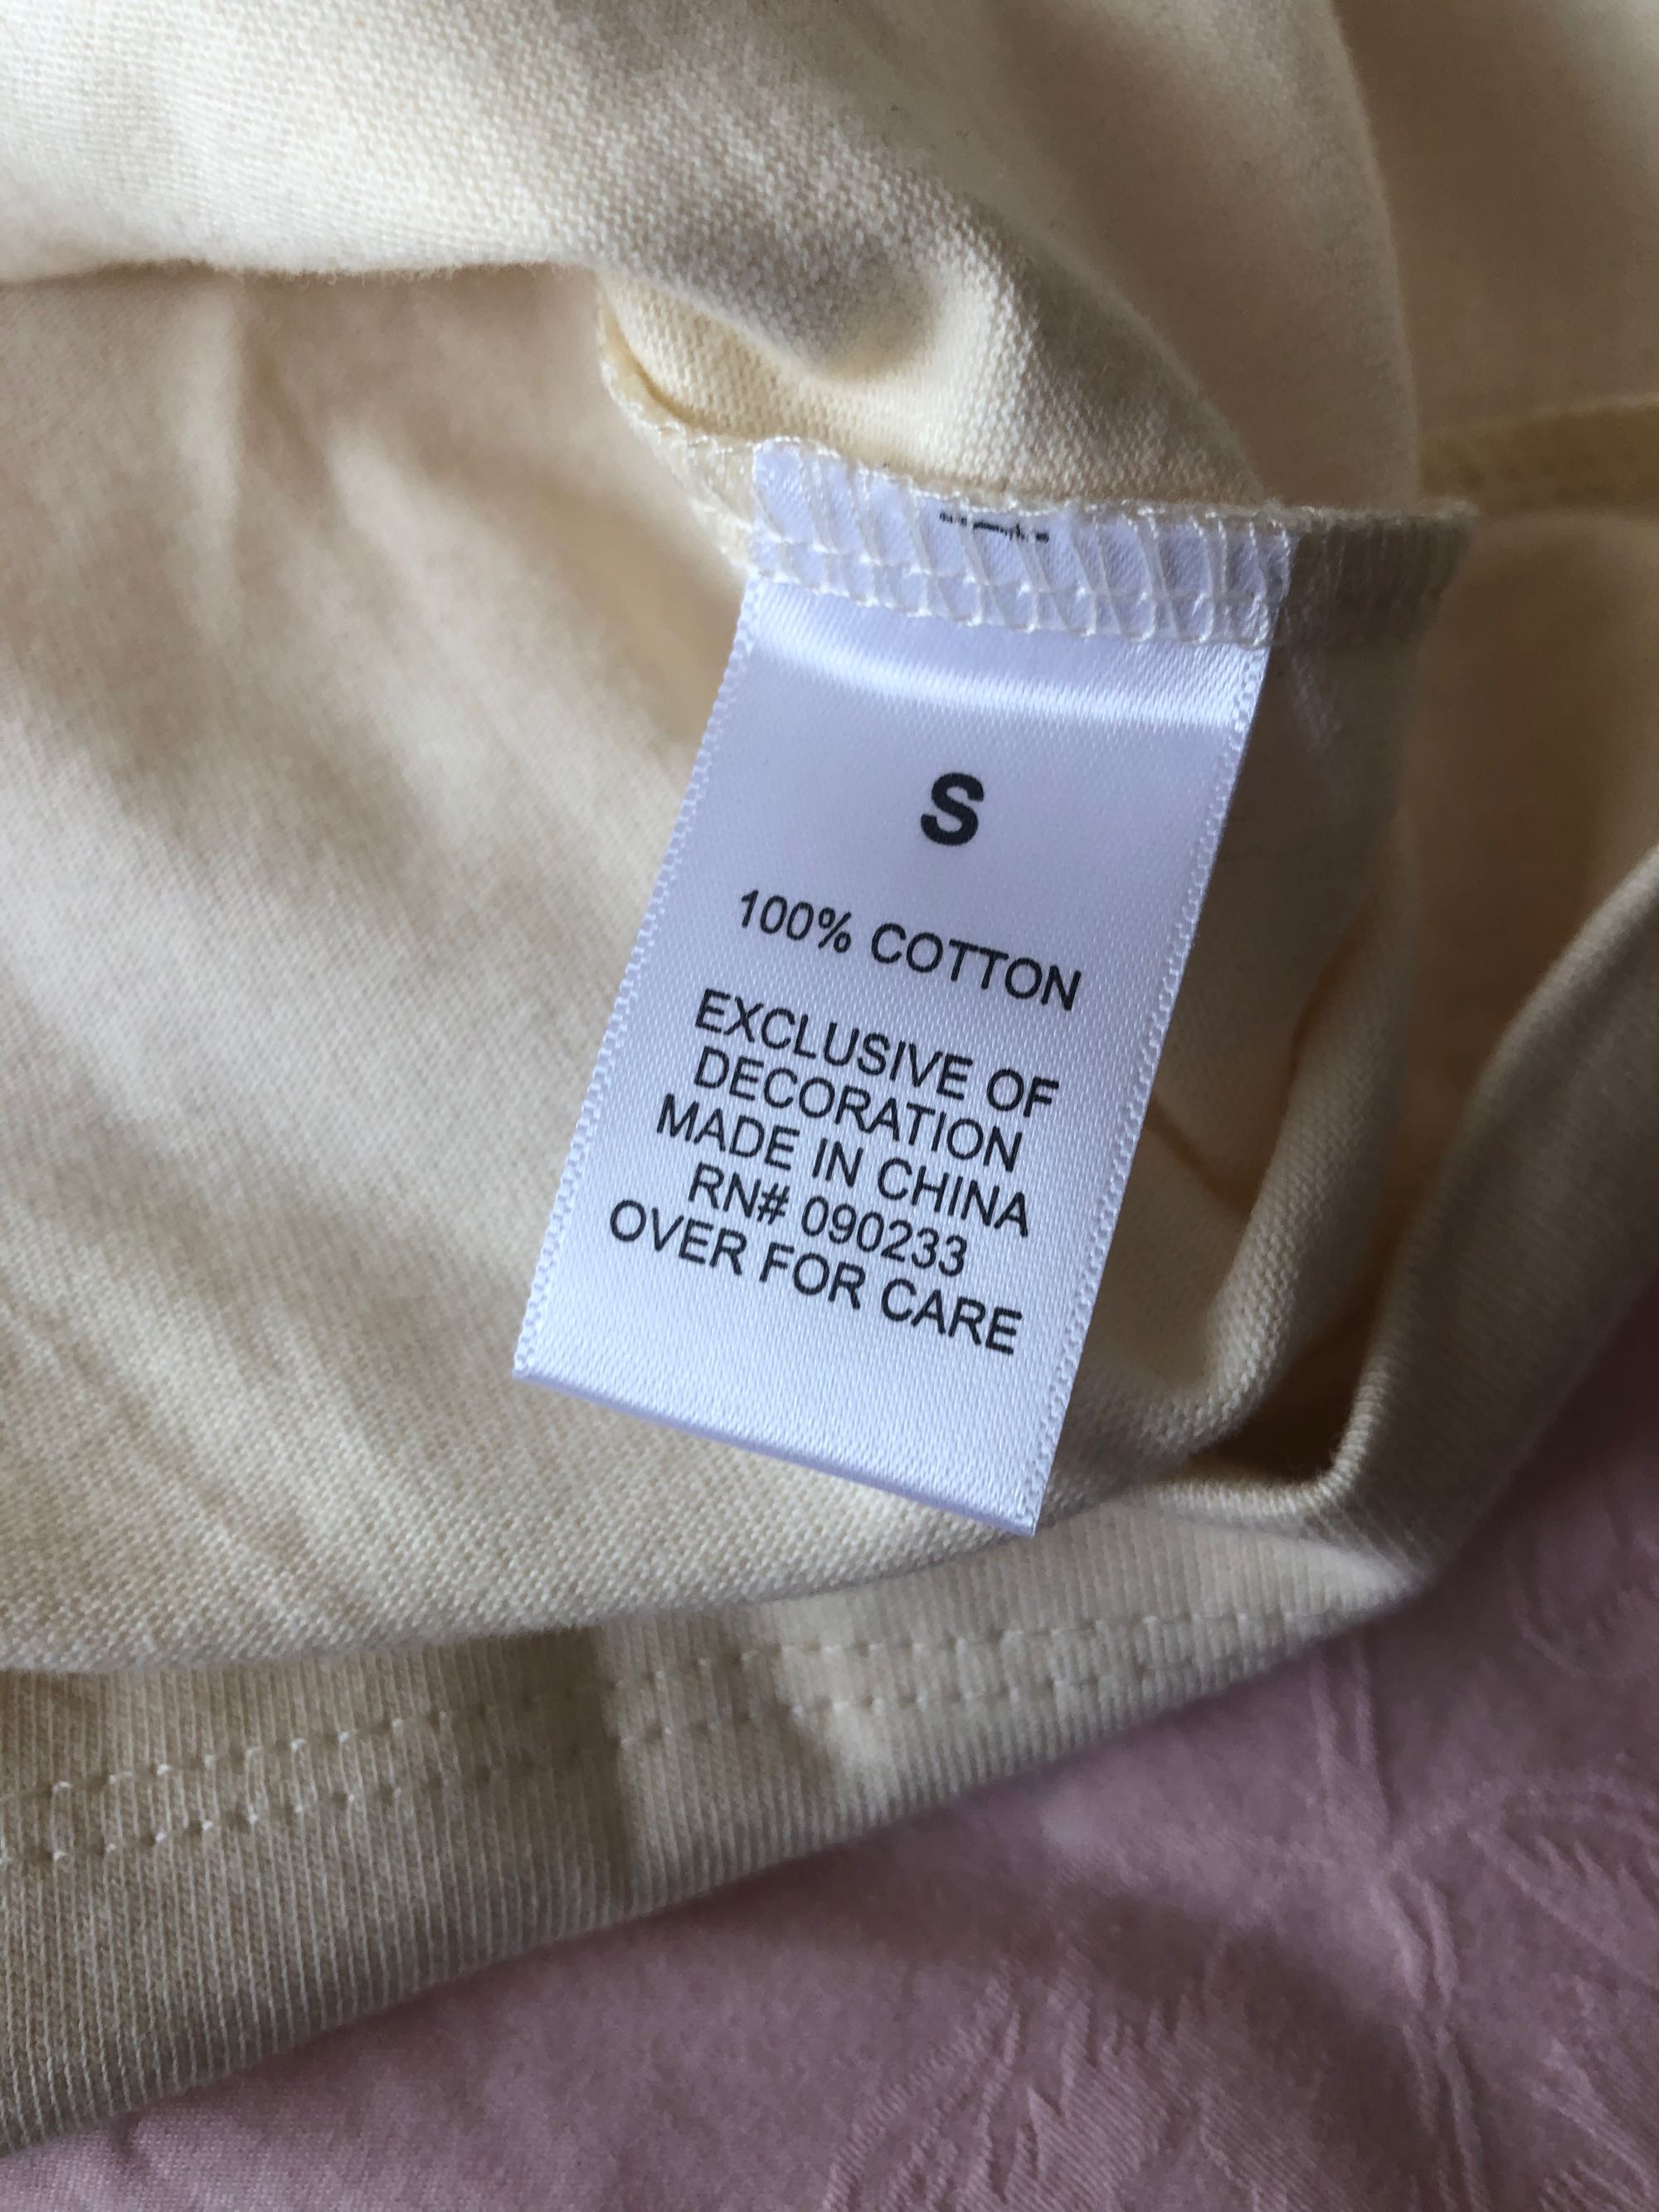 S
100% COTTON
EXCLUSIVE OF
DECORATION
MADE IN CHINA
RN# 090233
OVER FOR CARE